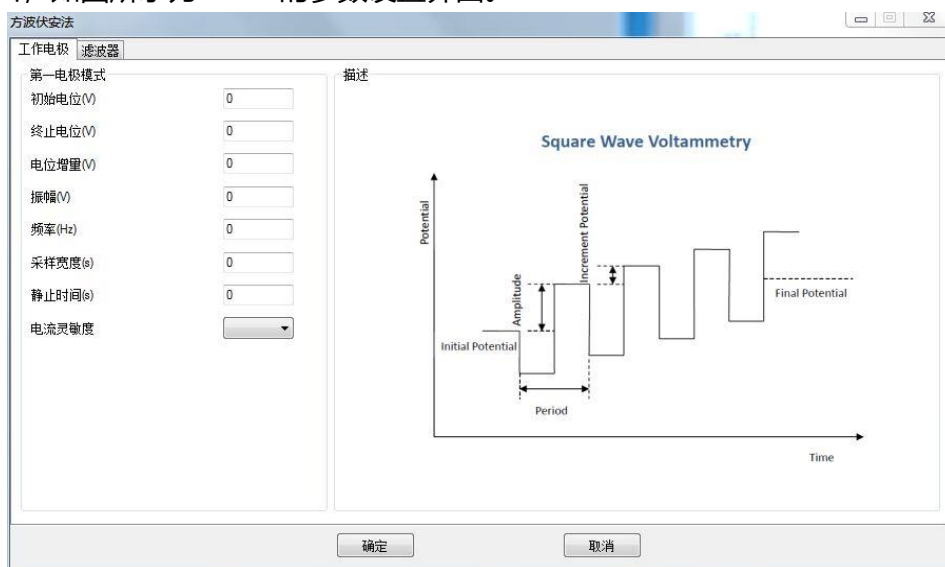 方波伏安法
工作电极 滤波器
第一电极模式
初始电位(V) 0
终止电位(V) 0
电位增量(V) 0
振幅(V) 0
频率(Hz) 0
采样宽度(s) 0
静止时间(s) 0
电流灵敏度
描述
Square Wave Voltammetry
Potential
Increment Potential
Amplitude
Final Potential
Initial Potential
Period
Time
确定 取消